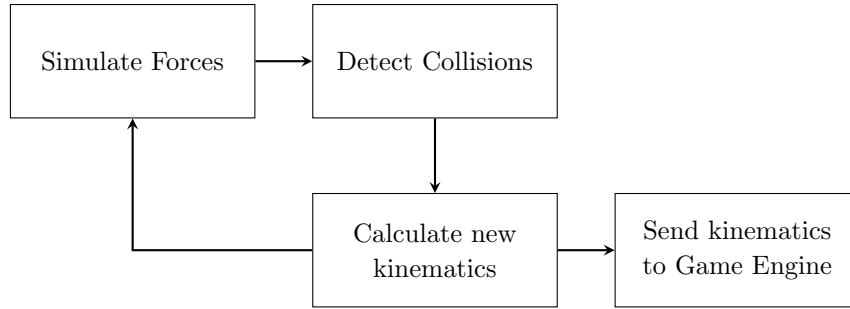 Simulate Forces
Detect Collisions
Calculate new
kinematics
Send kinematics
to Game Engine